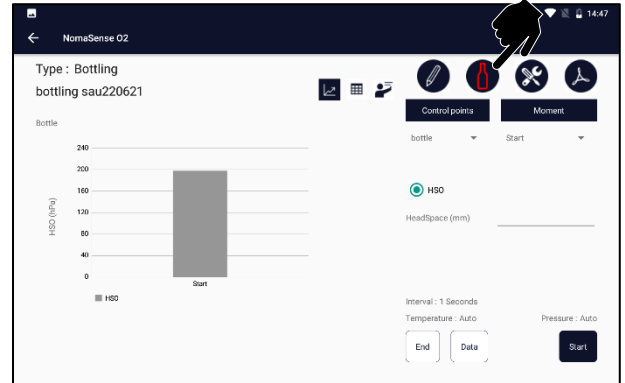 14:47
NomaSense O2
Type : Bottling
bottling sau220621
Control points
Moment
bottle
Start
Bottle
240
200
160
120
80
40
0
HSO (hPa)
Start
HSO
HSO
HeadSpace (mm)
Interval : 1 Seconds
Temperature : Auto
Pressure : Auto
End
Data
Start